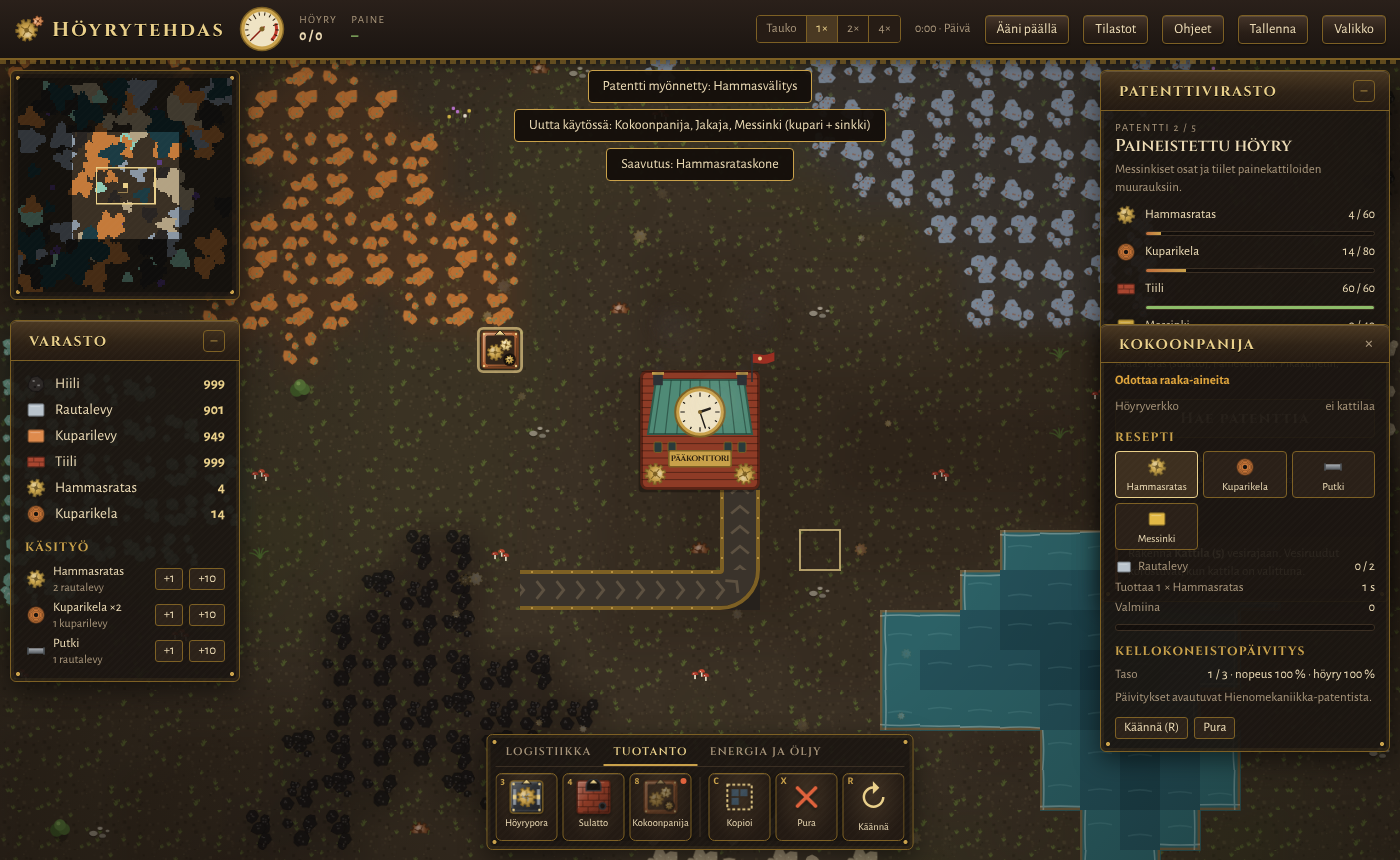 Höyrytehdas
HÖYRY
0/0
PAINE
–
Tauko
1×
2×
4×
0:00 · Päivä
Ääni päällä
Tilastot
Ohjeet
Tallenna
Valikko
Patentti myönnetty: Hammasvälitys
Uutta käytössä: Kokoonpanija, Jakaja, Messinki (kupari + sinkki)
Saavutus: Hammasrataskone
VARASTO
Hiili 999
Rautalevy 901
Kuparilevy 949
Tiili 999
Hammasratas 4
Kuparikela 14
KÄSITYÖ
Hammasratas
2 rautalevy
+1 +10
Kuparikela ×2
1 kuparilevy
+1 +10
Putki
1 rautalevy
+1 +10
PÄÄKONTTORI
PATENTTIVIRASTO
PATENTTI 2 / 5
Paineistettu höyry
Messinkiset osat ja tiilet painekattiloiden
muurauksiin.
Hammasratas 4 / 60
Kuparikela 14 / 80
Tiili 60 / 60
KOKOONPANIJA ×
Odottaa raaka-aineita
Höyryverkko ei kattilaa
RESEPTI
Hammasratas
Kuparikela
Putki
Messinki
Rautalevy 0 / 2
Tuottaa 1 × Hammasratas 1 s
Valmiina 0
KELLOKONEISTOPÄIVITYS
Taso 1 / 3 · nopeus 100 % · höyry 100 %
Päivitykset avautuvat Hienomekaniikka-patentista.
Käännä (R)
Pura
LOGISTIIKKA
TUOTANTO
ENERGIA JA ÖLJY
3
Höyrypora
4
Sulatto
8
Kokoonpanija
C
Kopioi
X
Pura
R
Käännä